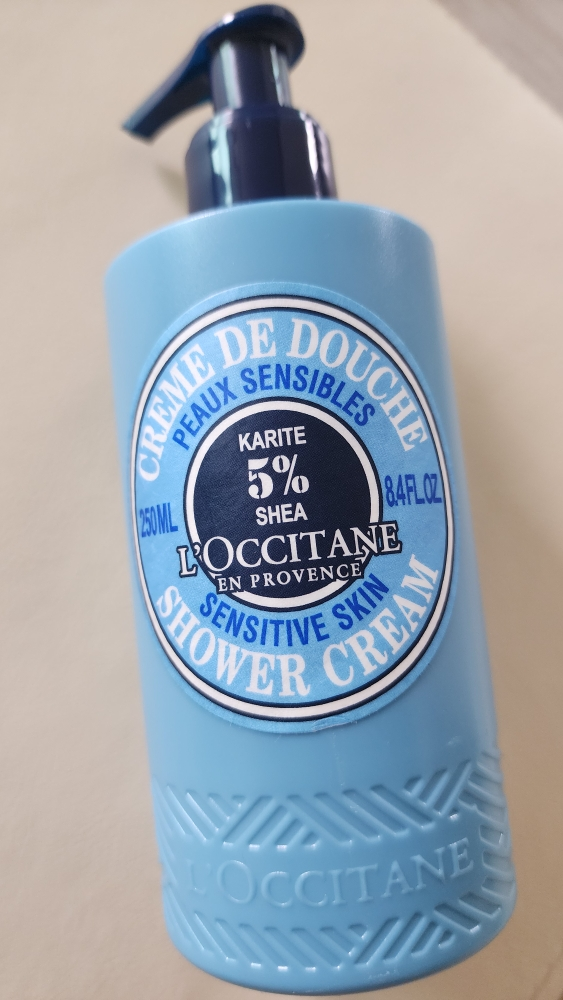 CREME DE DOUCHE
PEAUX SENSIBLES
KARITE
5%
SHEA
250ML
8.4FL.OZ
L'OCCITANE
EN PROVENCE
SENSITIVE SKIN
SHOWER CREAM
L'OCCITANE